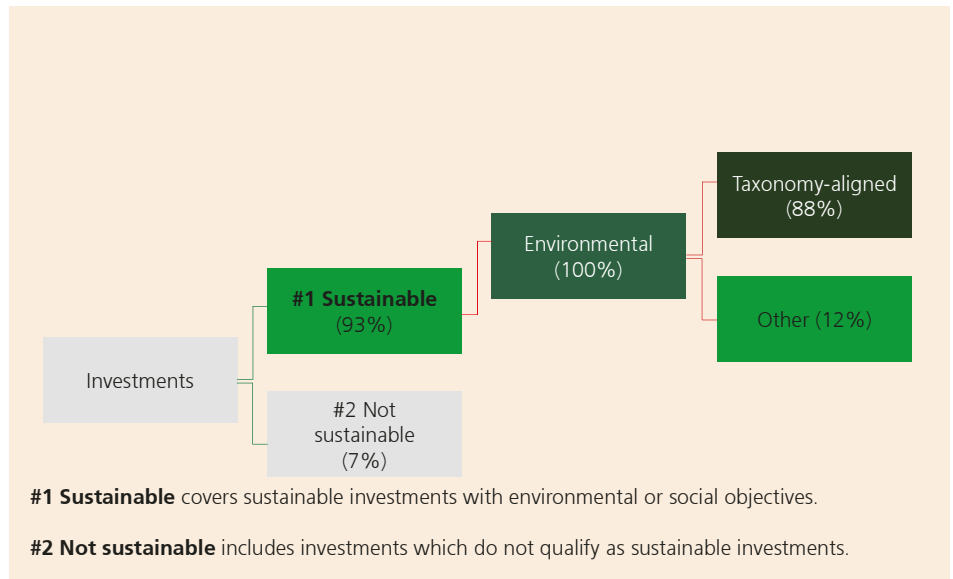 Taxonomy-aligned
(88%)
Environmental
(100%)
#1 Sustainable
(93%)
Other (12%)
Investments
#2 Not
sustainable
(7%)
#1 Sustainable covers sustainable investments with environmental or social objectives.
#2 Not sustainable includes investments which do not qualify as sustainable investments.